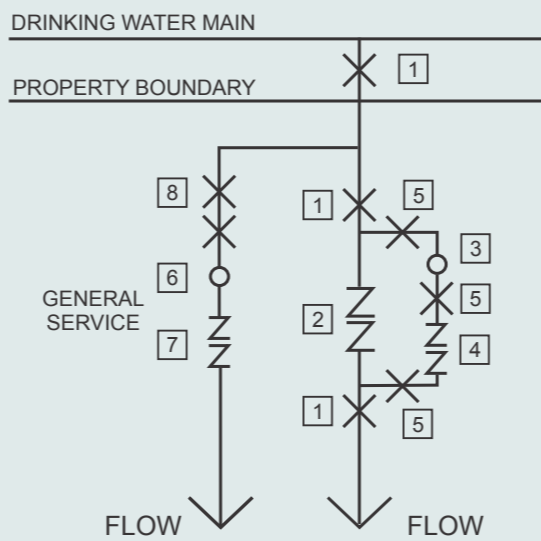 DRINKING WATER MAIN
1
PROPERTY BOUNDARY
8
1
5
3
6
5
GENERAL
SERVICE
2
7
4
1
5
FLOW
FLOW